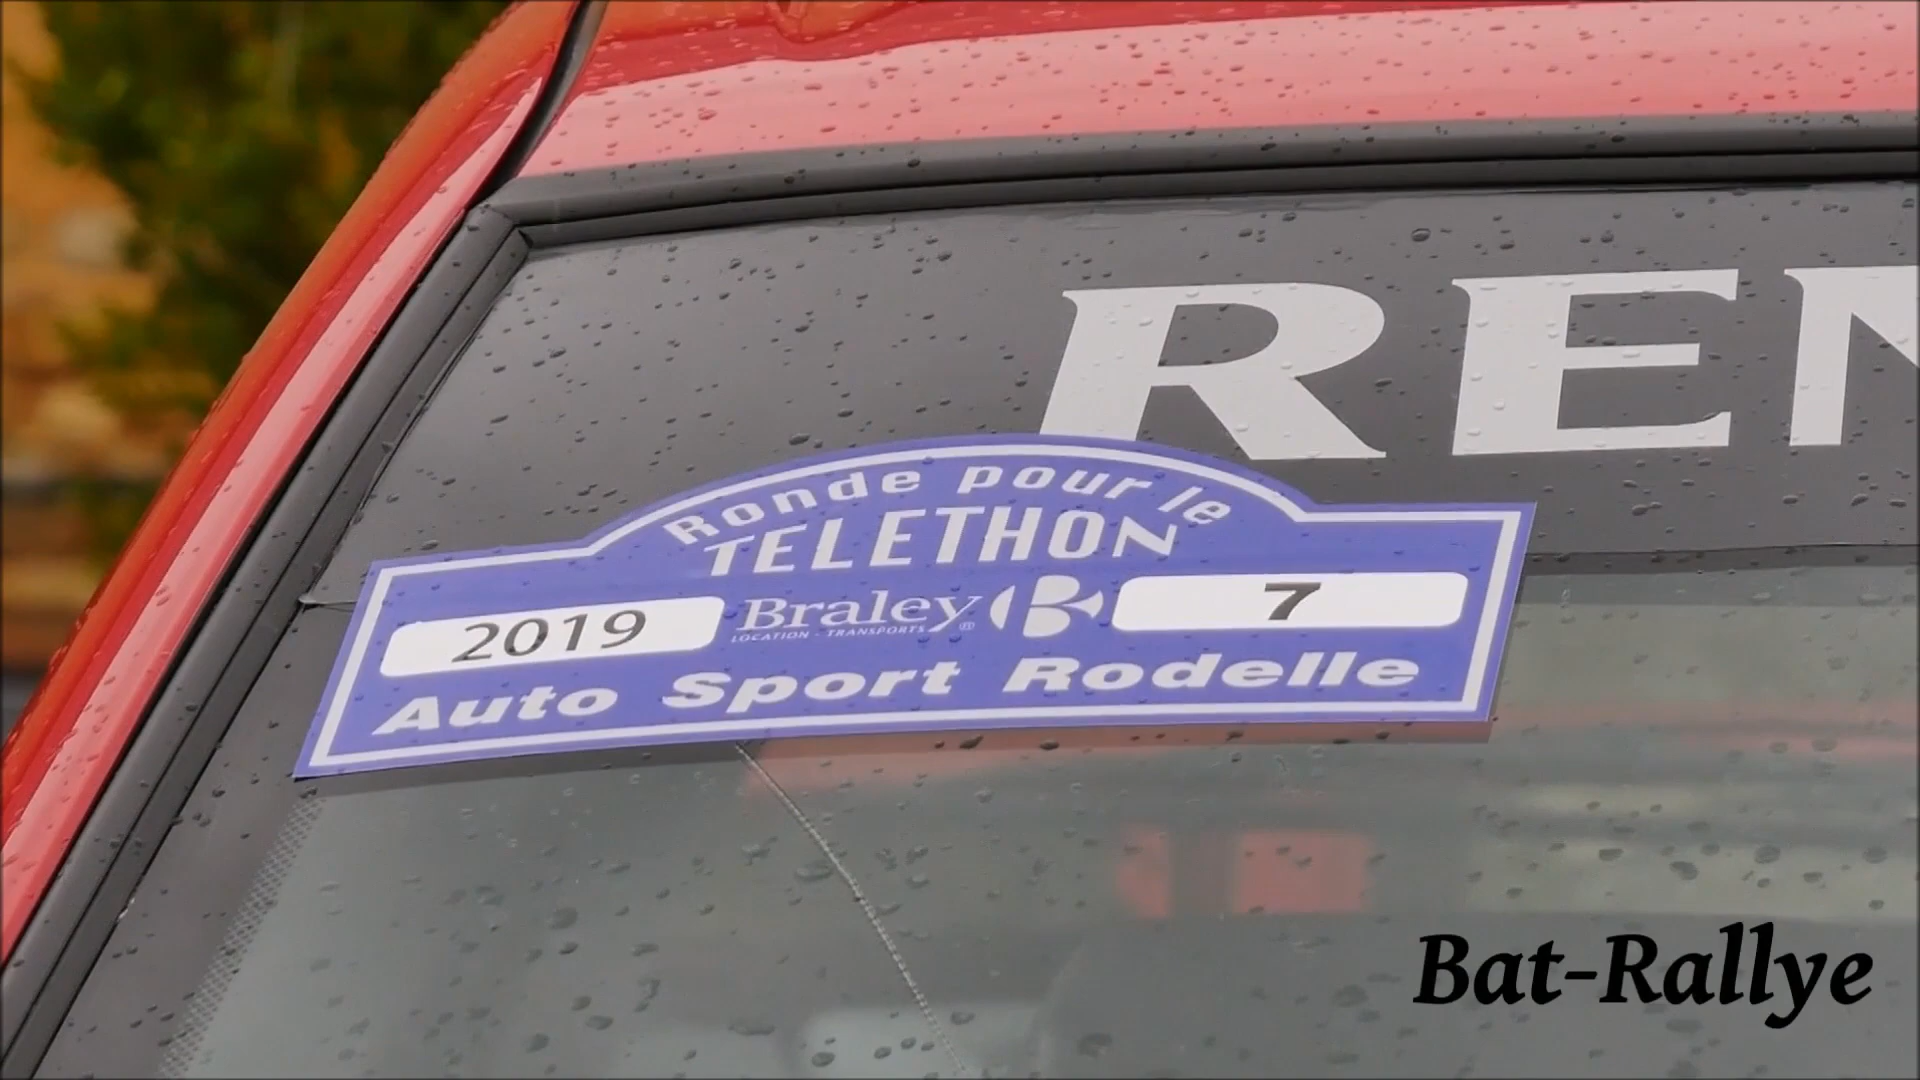 REN
Ronde pour le
TELETHON
2019
Braley
LOCATION - TRANSPORTS
7
Auto Sport Rodelle
Bat-Rallye